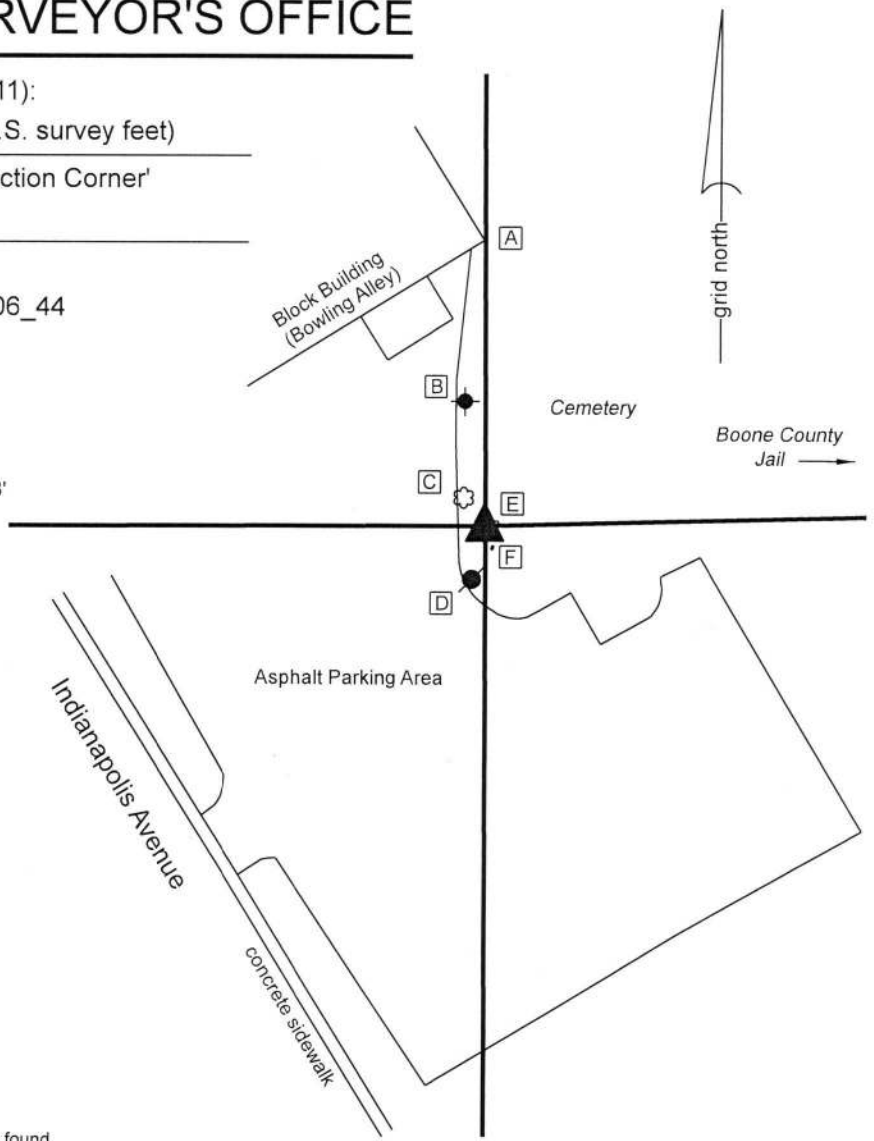 RVEYOR'S OFFICE
11):
.S. survey feet)
ction Corner'
06_44
'
grid north
A
Block Building
(Bowling Alley)
B
Cemetery
Boone County
Jail
C
E
F
D
Asphalt Parking Area
Indianapolis Avenue
concrete sidewalk
found